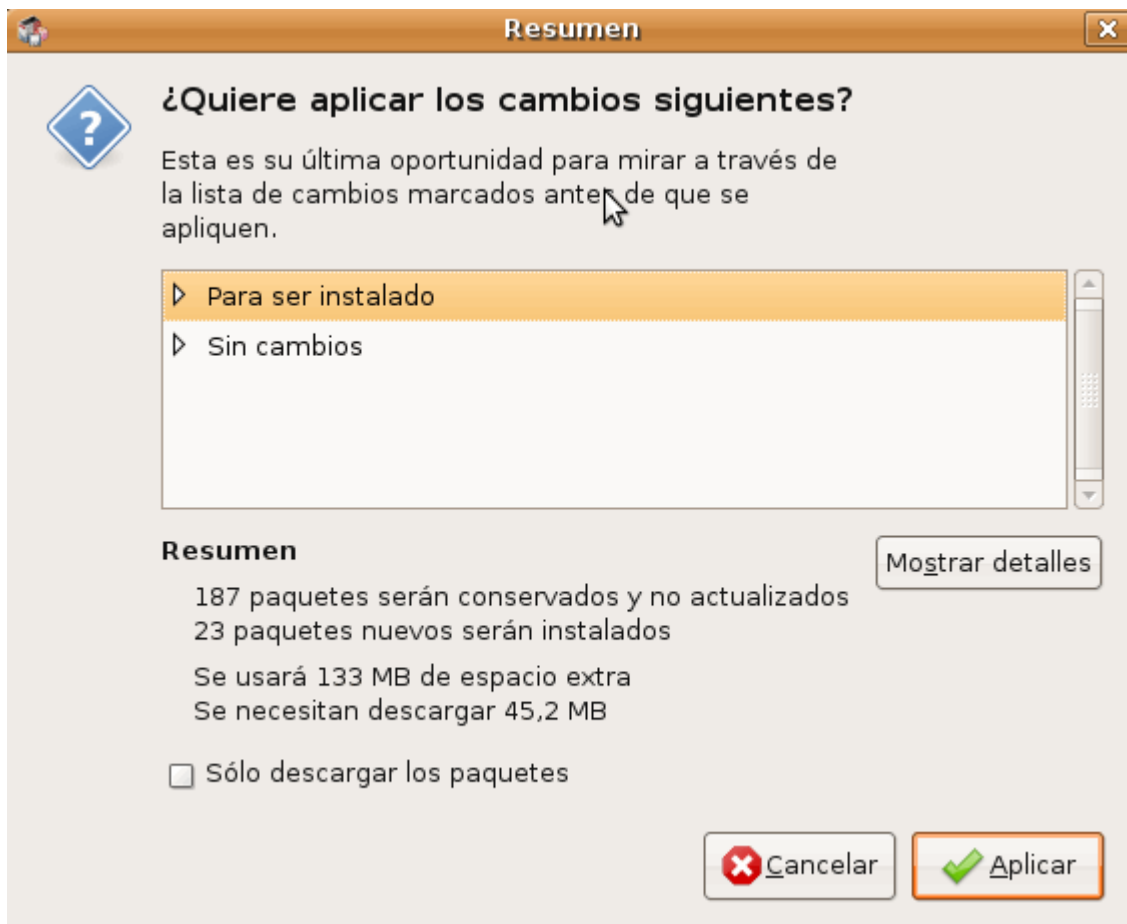 Resumen
¿Quiere aplicar los cambios siguientes?
Esta es su última oportunidad para mirar a través de
la lista de cambios marcados antes de que se
apliquen.
Para ser instalado
Sin cambios
Resumen
Mostrar detalles
187 paquetes serán conservados y no actualizados
23 paquetes nuevos serán instalados
Se usará 133 MB de espacio extra
Se necesitan descargar 45,2 MB
Sólo descargar los paquetes
Cancelar
Aplicar